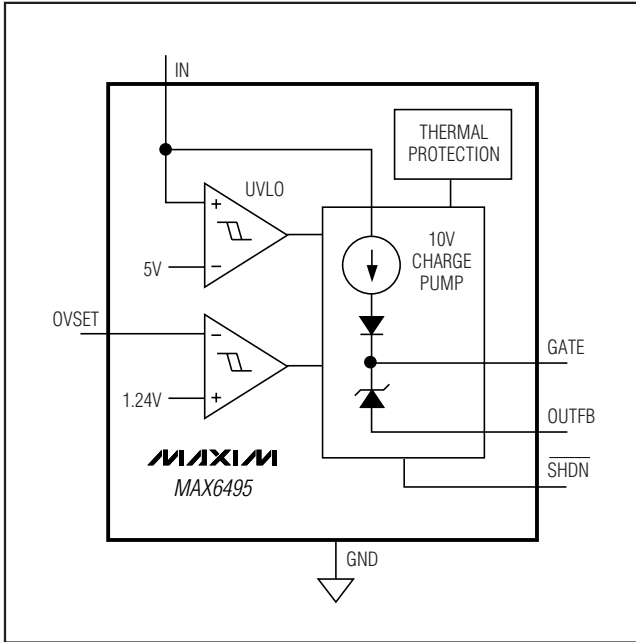 IN
THERMAL
PROTECTION
UVLO
+
5V
−
10V
CHARGE
PUMP
OVSET
−
GATE
1.24V
+
OUTFB
MAXIM
MAX6495
SHDN
GND